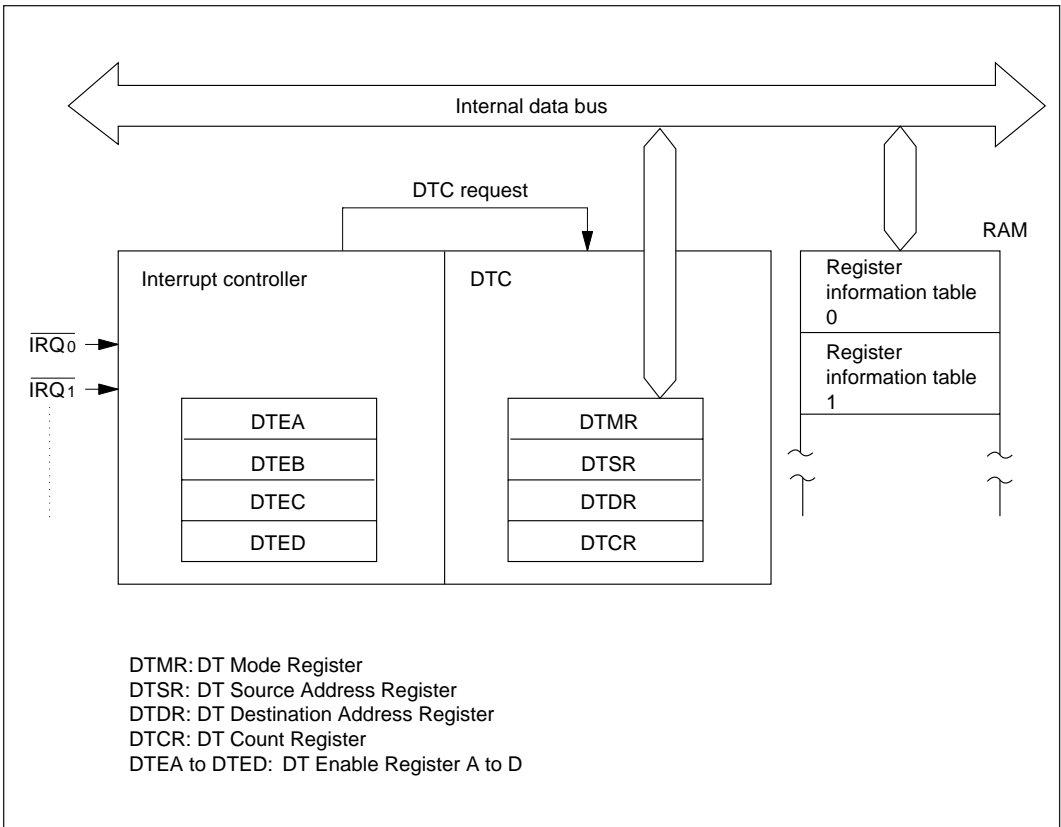 Internal data bus
DTC request
RAM
Interrupt controller
DTC
Register
information table
0
Register
information table
1
IRQ0
IRQ1
DTEA
DTEB
DTEC
DTED
DTMR
DTSR
DTDR
DTCR
DTMR: DT Mode Register
DTSR: DT Source Address Register
DTDR: DT Destination Address Register
DTCR: DT Count Register
DTEA to DTED: DT Enable Register A to D